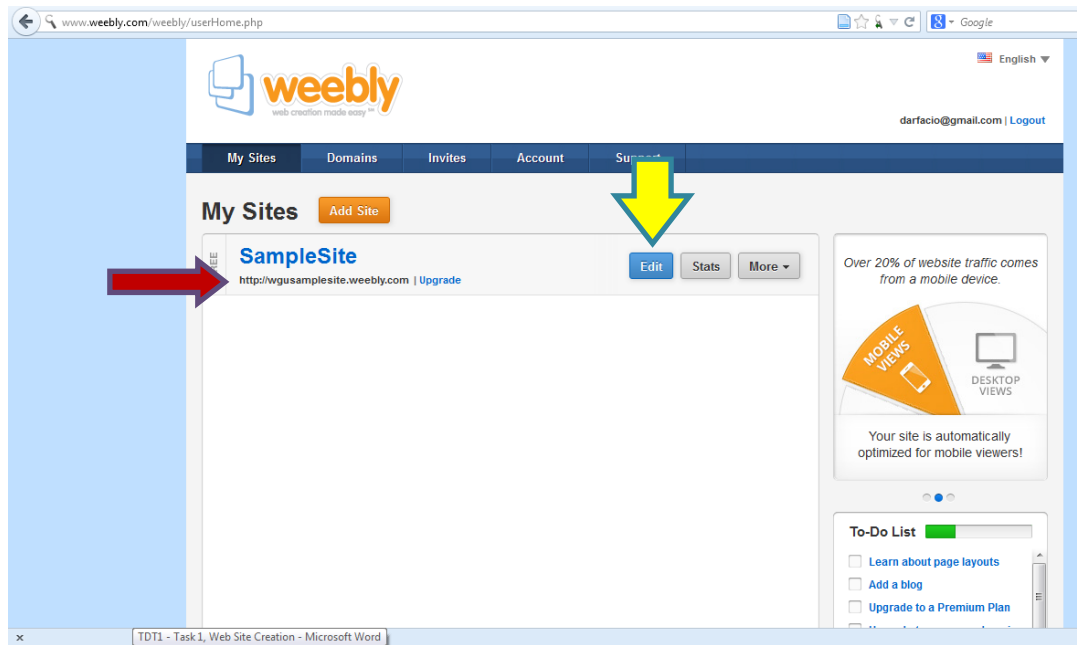 www.weebly.com/weebly/userHome.php
Google
English
weebly
web creation made easy ™
darfacio@gmail.com | Logout
My Sites Domains Invites Account Support
My Sites Add Site
SampleSite
http://wgusamplesite.weebly.com | Upgrade
Edit Stats More
Over 20% of website traffic comes
from a mobile device.
MOBILE
VIEWS
DESKTOP
VIEWS
Your site is automatically
optimized for mobile viewers!
To-Do List
Learn about page layouts
Add a blog
Upgrade to a Premium Plan
TDT1 - Task 1, Web Site Creation - Microsoft Word